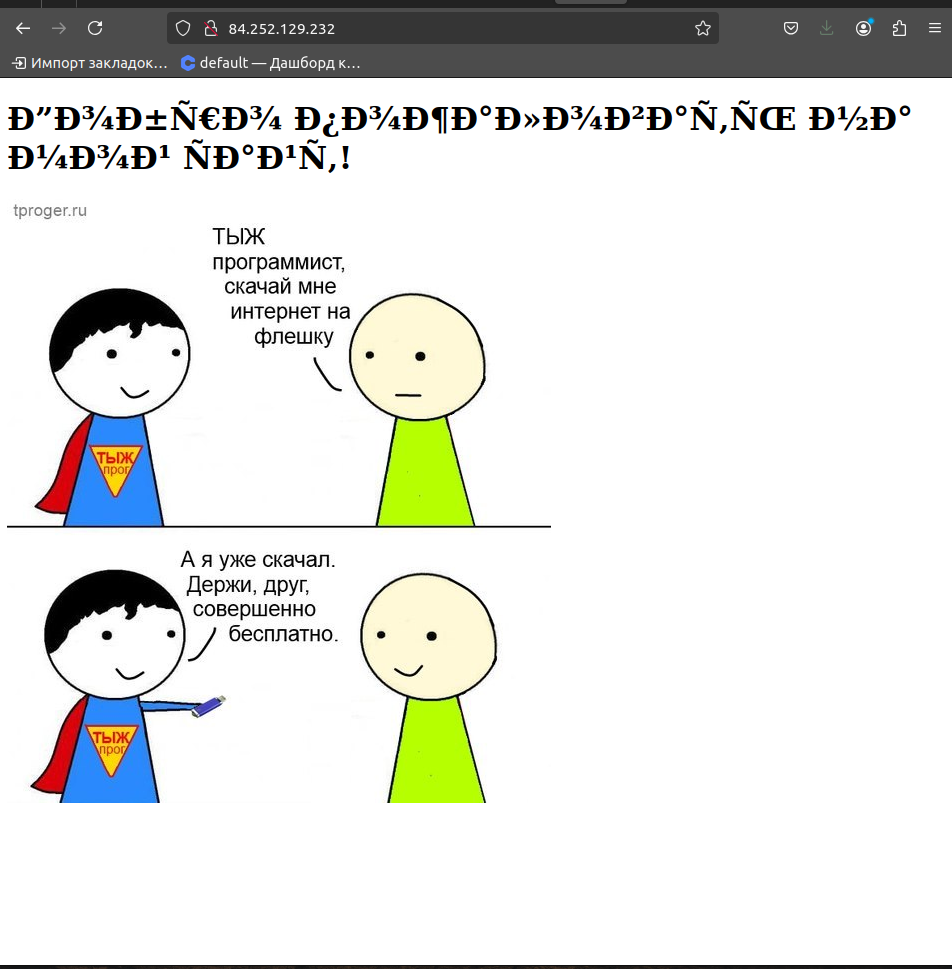 84.252.129.232
Импорт закладок…
default — Дашборд к…
Ð”Ð¾Ð±Ñ€Ð¾ Ð¿Ð¾Ð¶Ð°Ð»Ð¾Ð²Ð°Ñ‚ÑŒ Ð½Ð°
Ð¼Ð¾Ð¹ ÑÐ°Ð¹Ñ‚!
tproger.ru
ТЫЖ
программист,
скачай мне
интернет на
флешку
ТЫЖ
прог
А я уже скачал.
Держи, друг,
совершенно
бесплатно.
ТЫЖ
прог